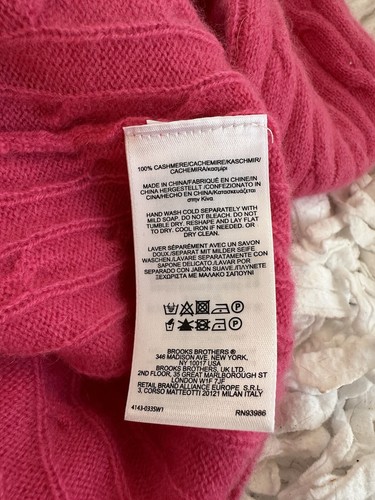 100% CASHMERE/CACHEMIRE/KASCHMIR/
CACHEMIRA/κασμίρι
MADE IN CHINA/FABRIQUÉ EN CHINE/IN
CHINA HERGESTELLT /CONFEZIONATO IN
CINA/HECHO EN CHINA/Κατασκευάζεται
στην Κίνα
HAND WASH COLD SEPARATELY WITH
MILD SOAP. DO NOT BLEACH. DO NOT
TUMBLE DRY. RESHAPE AND LAY FLAT
TO DRY. COOL IRON IF NEEDED. OR
DRY CLEAN.
LAVER SÉPARÉMENT AVEC UN SAVON
DOUX./SEPARAT MIT MILDER SEIFE
WASCHEN/LAVARE SEPARATAMENTE CON
SAPONE DELICATO./LAVAR POR
SEPARADO CON JABÓN SUAVE./ΠΛΥΝΕΤΕ
ΞΕΧΩΡΙΣΤΑ ΜΕ ΜΑΛΑΚΟ ΣΑΠΟΥΝΙ
BROOKS BROTHERS ®
346 MADISON AVE, NEW YORK,
NY 10017 USA
BROOKS BROTHERS, UK LTD.
2ND FLOOR, 35 GREAT MARLBOROUGH ST
LONDON W1F 7JF
RETAIL BRAND ALLIANCE EUROPE S.R.L.
3, CORSO MATTEOTTI 20121 MILAN ITALY
4143-0335W1
RN93986